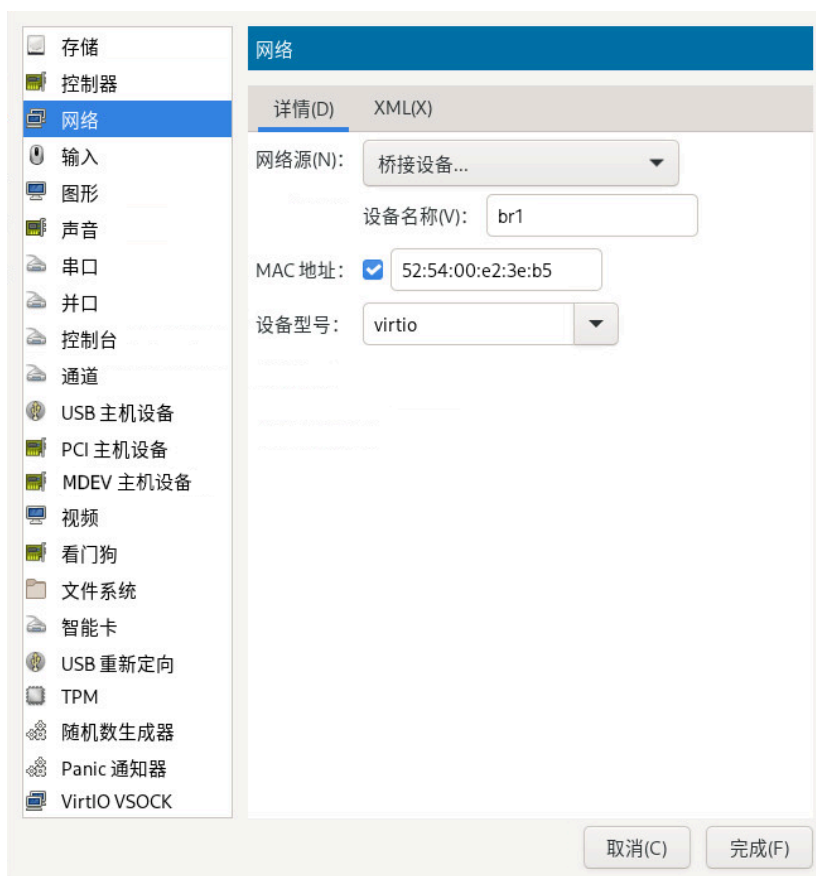 存储
控制器
网络
输入
图形
声音
串口
并口
控制台
通道
USB 主机设备
PCI 主机设备
MDEV 主机设备
视频
看门狗
文件系统
智能卡
USB 重新定向
TPM
随机数生成器
Panic 通知器
VirtIO VSOCK
网络
详情(D) XML(X)
网络源(N): 桥接设备...
设备名称(V): br1
MAC 地址: 52:54:00:e2:3e:b5
设备型号: virtio
取消(C) 完成(F)